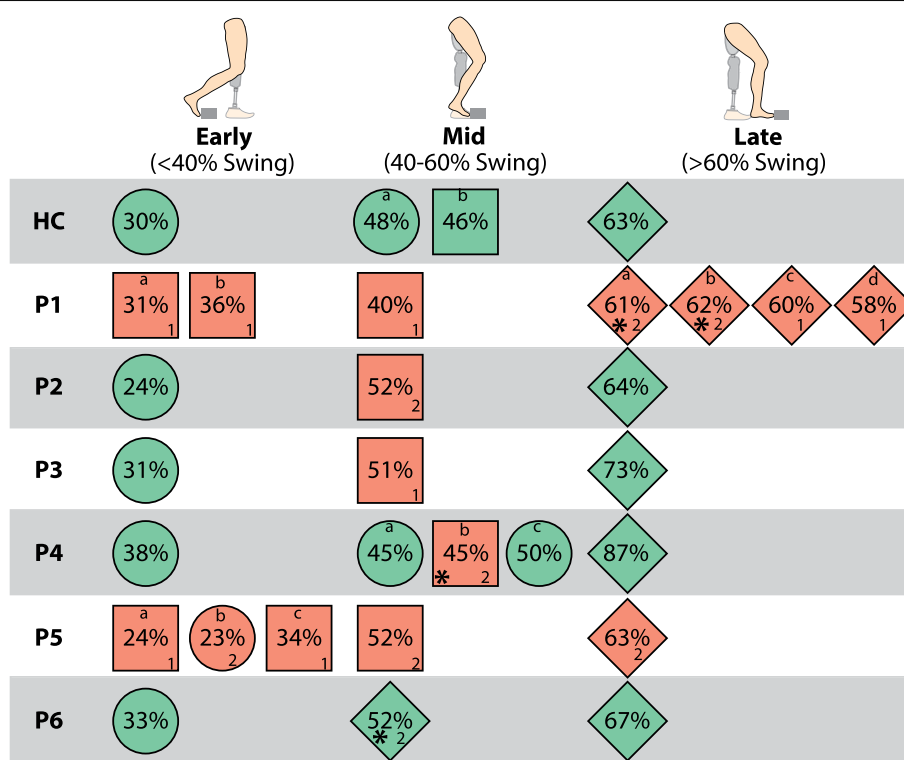 Early Mid Late
(<40% Swing) (40-60% Swing) (>60% Swing)
a b
HC 30% 48% 46% 63%
a b a b c d
P1 31% 36% 40% 61% 62% 60% 58%
1 1 1 * 2 * 2 1 1
P2 24% 52% 64%
2
P3 31% 51% 73%
1
a b c
P4 38% 45% 45% 50% 87%
* 2
a b c
P5 24% 23% 34% 52% 63%
1 2 1 2 2
P6 33% 52% 67%
* 2